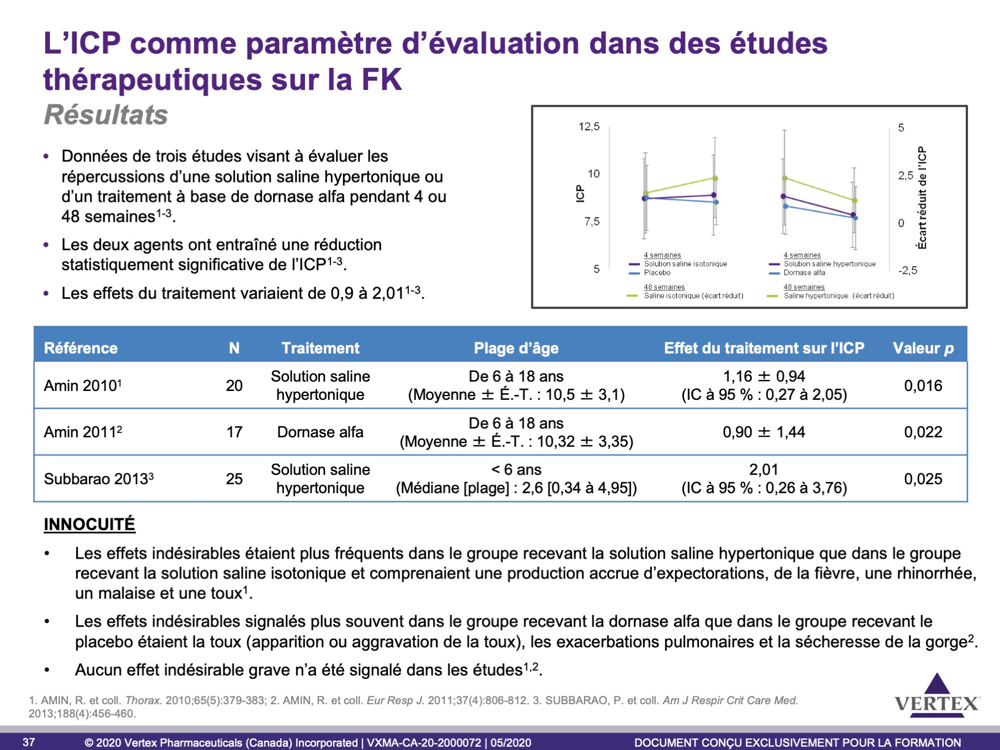 L’ICP comme paramètre d’évaluation dans des études
thérapeutiques sur la FK
Résultats
• Données de trois études visant à évaluer les
répercussions d’une solution saline hypertonique ou
d’un traitement à base de dornase alfa pendant 4 ou
48 semaines1-3.
• Les deux agents ont entraîné une réduction
statistiquement significative de l’ICP1-3.
• Les effets du traitement variaient de 0,9 à 2,011-3.
12,5
10
7,5
5
ICP
5
2,5
0
-2,5
Écart réduit de l’ICP
4 semaines
Solution saline isotonique
Placebo
48 semaines
Saline isotonique (écart réduit)
4 semaines
Solution saline hypertonique
Dornase alfa
48 semaines
Saline hypertonique (écart réduit)
Référence N Traitement Plage d’âge Effet du traitement sur l’ICP Valeur p
Amin 20101 20 Solution saline hypertonique De 6 à 18 ans (Moyenne ± É.-T. : 10,5 ± 3,1) 1,16 ± 0,94 (IC à 95 % : 0,27 à 2,05) 0,016
Amin 20112 17 Dornase alfa De 6 à 18 ans (Moyenne ± É.-T. : 10,32 ± 3,35) 0,90 ± 1,44 0,022
Subbarao 20133 25 Solution saline hypertonique < 6 ans (Médiane [plage] : 2,6 [0,34 à 4,95]) 2,01 (IC à 95 % : 0,26 à 3,76) 0,025
INNOCUITÉ
• Les effets indésirables étaient plus fréquents dans le groupe recevant la solution saline hypertonique que dans le groupe
recevant la solution saline isotonique et comprenaient une production accrue d’expectorations, de la fièvre, une rhinorrhée,
un malaise et une toux1.
• Les effets indésirables signalés plus souvent dans le groupe recevant la dornase alfa que dans le groupe recevant le
placebo étaient la toux (apparition ou aggravation de la toux), les exacerbations pulmonaires et la sécheresse de la gorge2.
• Aucun effet indésirable grave n’a été signalé dans les études1,2.
1. AMIN, R. et coll. Thorax. 2010;65(5):379-383; 2. AMIN, R. et coll. Eur Resp J. 2011;37(4):806-812. 3. SUBBARAO, P. et coll. Am J Respir Crit Care Med.
2013;188(4):456-460.
VERTEX
37 © 2020 Vertex Pharmaceuticals (Canada) Incorporated | VXMA-CA-20-2000072 | 05/2020 DOCUMENT CONÇU EXCLUSIVEMENT POUR LA FORMATION